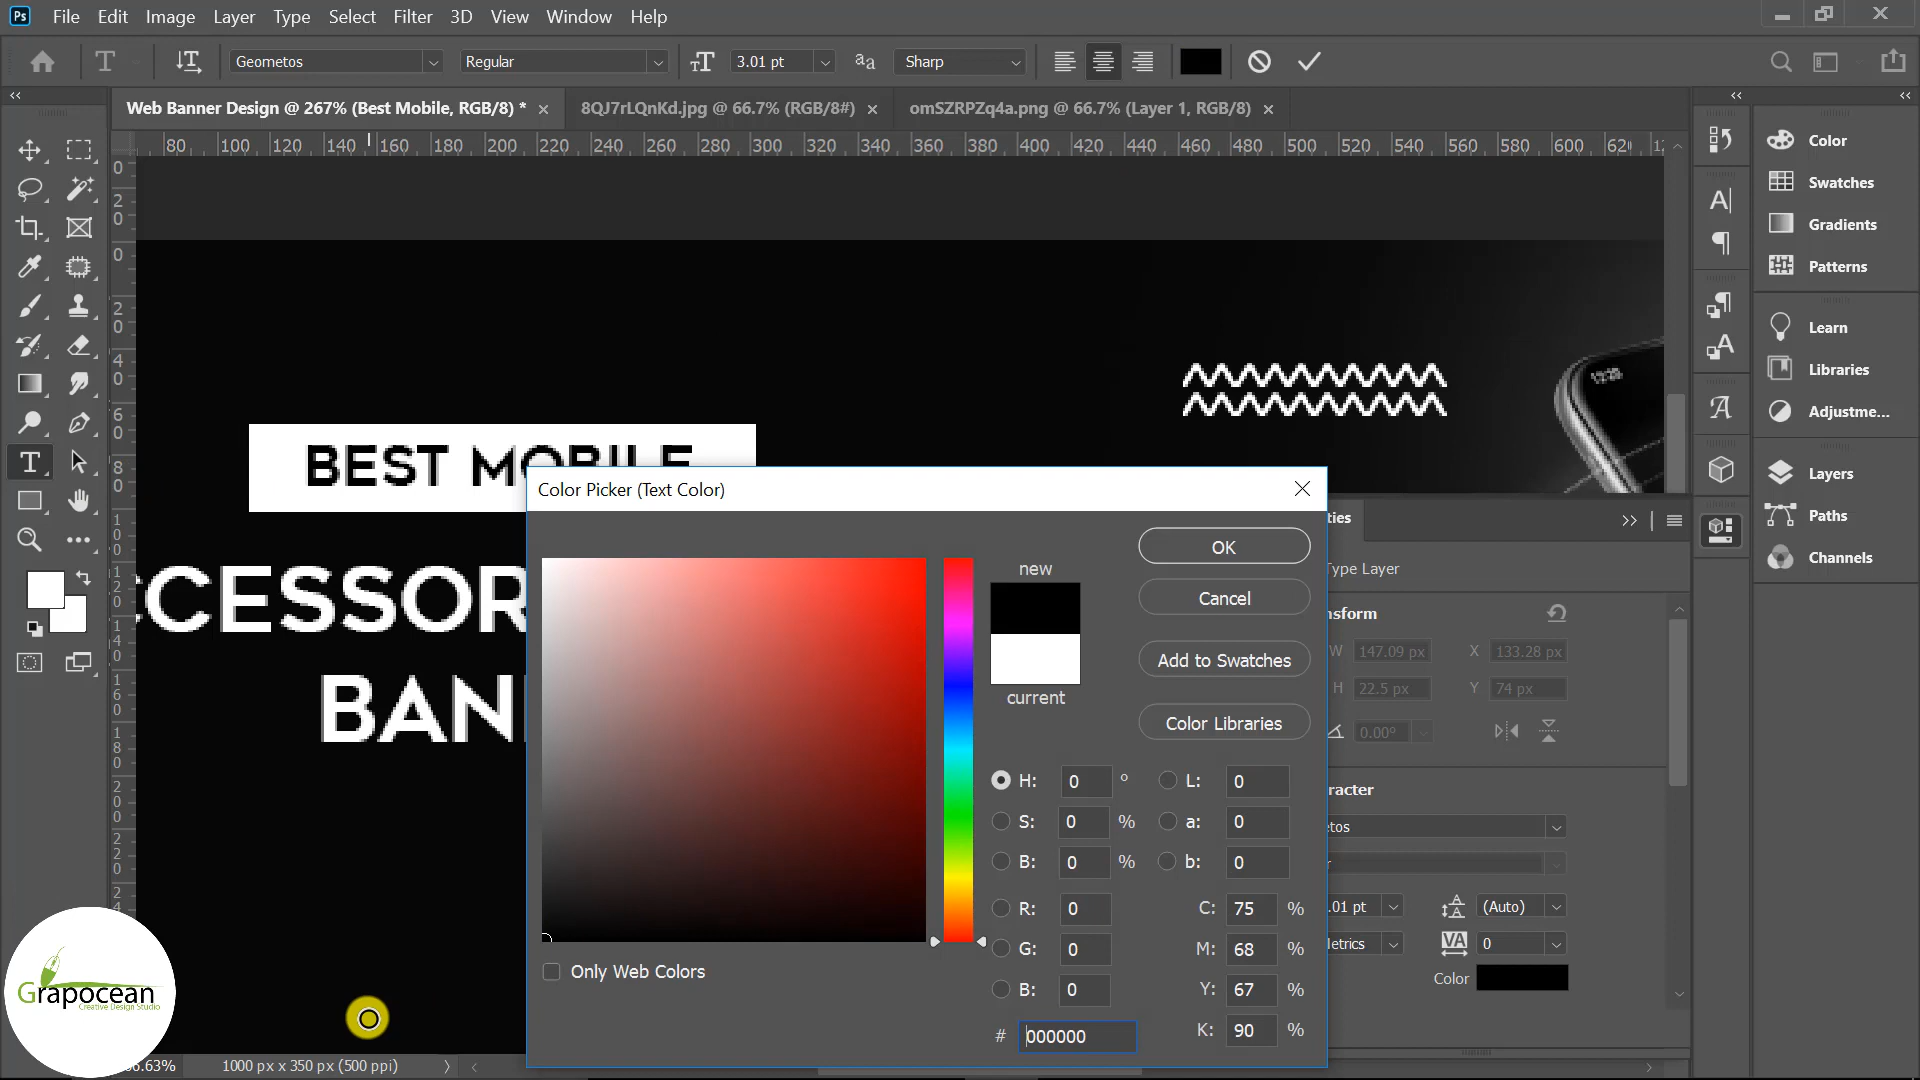 Ps File Edit Image Layer Type Select Filter 3D View Window Help
T Geometos Regular 3.01 pt aa Sharp
Web Banner Design @ 267% (Best Mobile, RGB/8) * 8QJ7rLQnKd.jpg @ 66.7% (RGB/8#) omSZRPZq4a.png @ 66.7% (Layer 1, RGB/8)
80 100 120 140 160 180 200 220 240 260 280 300 320 340 360 380 400 420 440 460 480 500 520 540 560 580 600
Color
Swatches
Gradients
Patterns
Learn
Libraries
Adjustme...
Layers
Paths
Channels
BEST MOBILE
CCESSOR
BAN
Color Picker (Text Color)
new
current
OK
Cancel
Add to Swatches
Color Libraries
H: 0 ° L: 0
S: 0 % a: 0
B: 0 % b: 0
R: 0 C: 75 %
G: 0 M: 68 %
B: 0 Y: 67 %
# 000000 K: 90 %
Only Web Colors
ties
Type Layer
nsform
W 147.09 px X 133.28 px
H 22.5 px Y 74 px
0.00°
racter
etos
r
.01 pt (Auto)
letrics VA 0
Color
Grapocean
Creative Design Studio
6.63% 1000 px x 350 px (500 ppi)